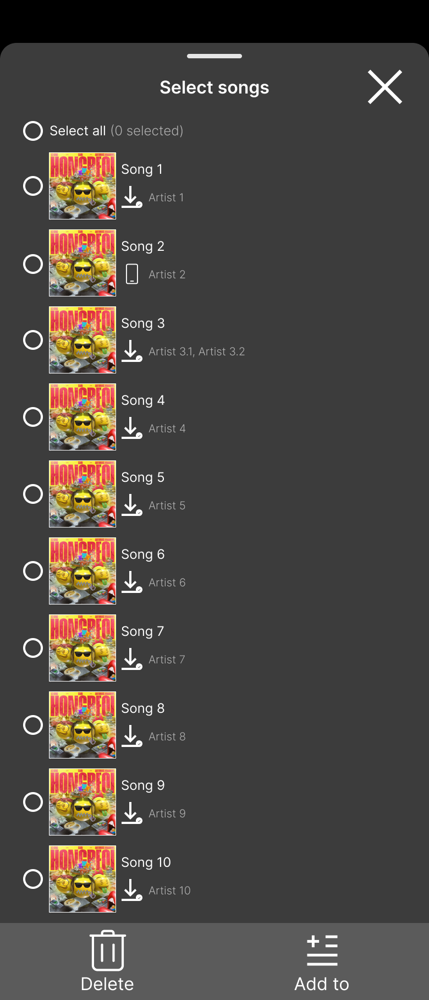 Select songs
Select all (0 selected)
Song 1
Artist 1
Song 2
Artist 2
Song 3
Artist 3.1, Artist 3.2
Song 4
Artist 4
Song 5
Artist 5
Song 6
Artist 6
Song 7
Artist 7
Song 8
Artist 8
Song 9
Artist 9
Song 10
Artist 10
Delete
Add to